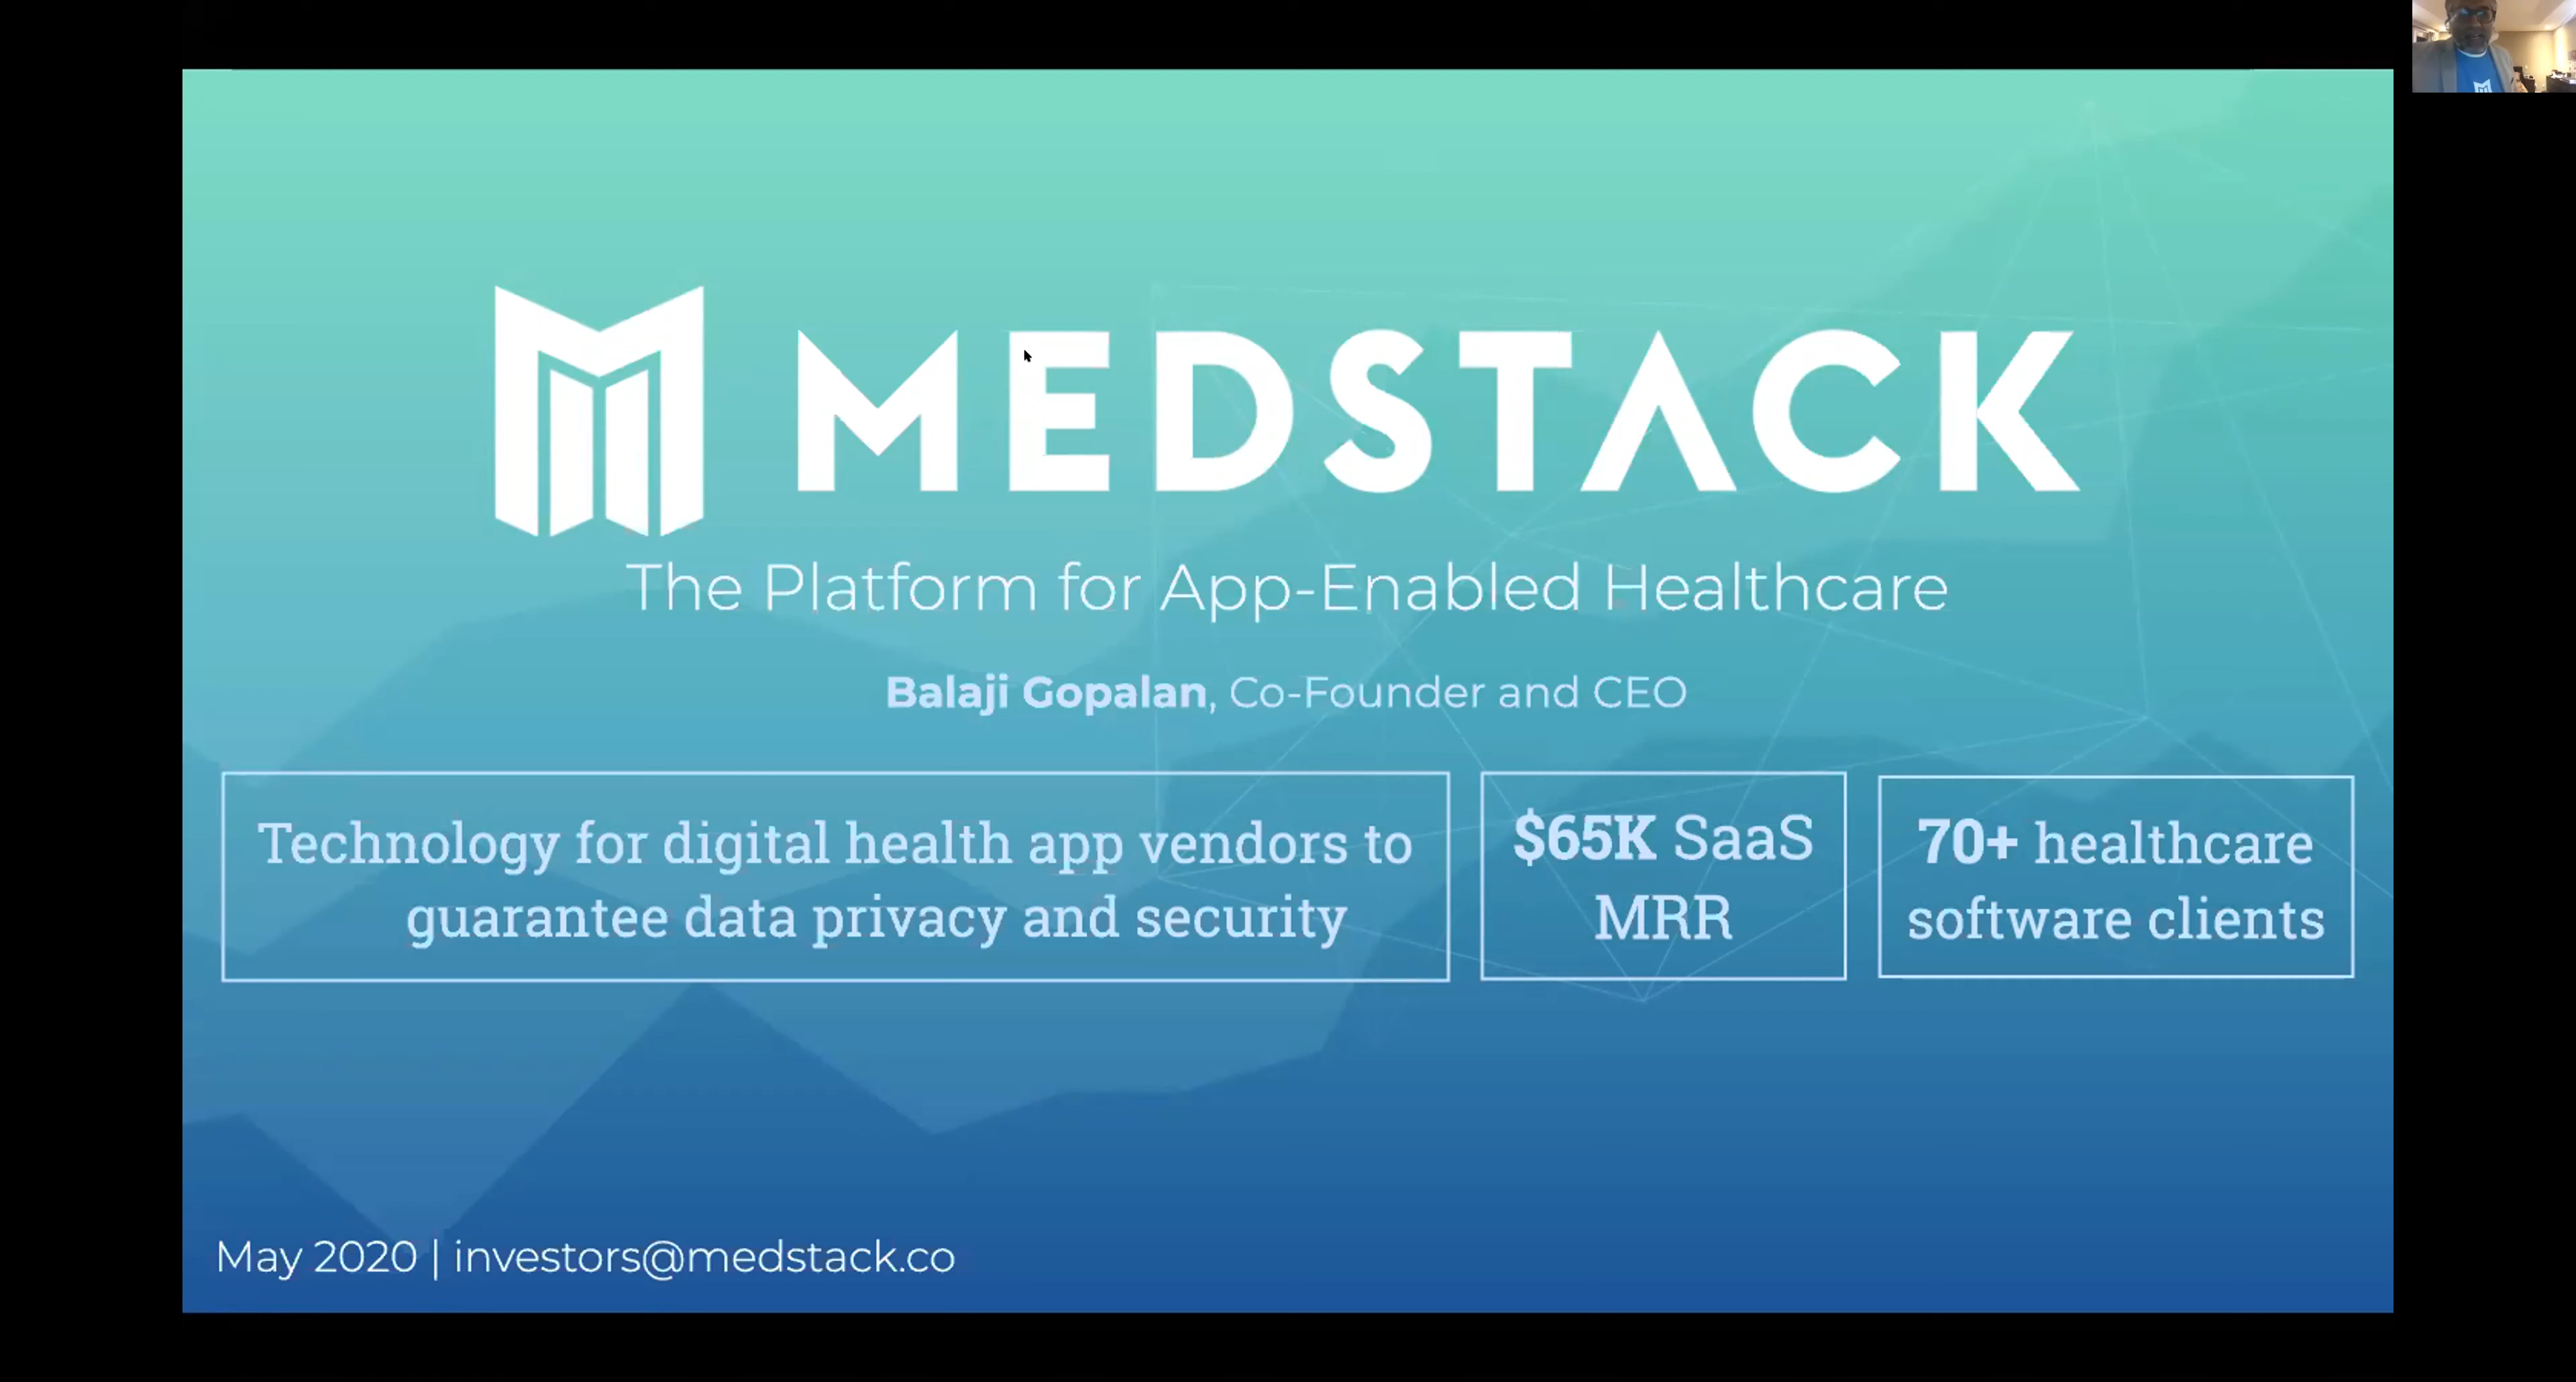 MEDSTACK
The Platform for App-Enabled Healthcare
Balaji Gopalan, Co-Founder and CEO
Technology for digital health app vendors to
guarantee data privacy and security
$65K SaaS
MRR
70+ healthcare
software clients
May 2020 | investors@medstack.co